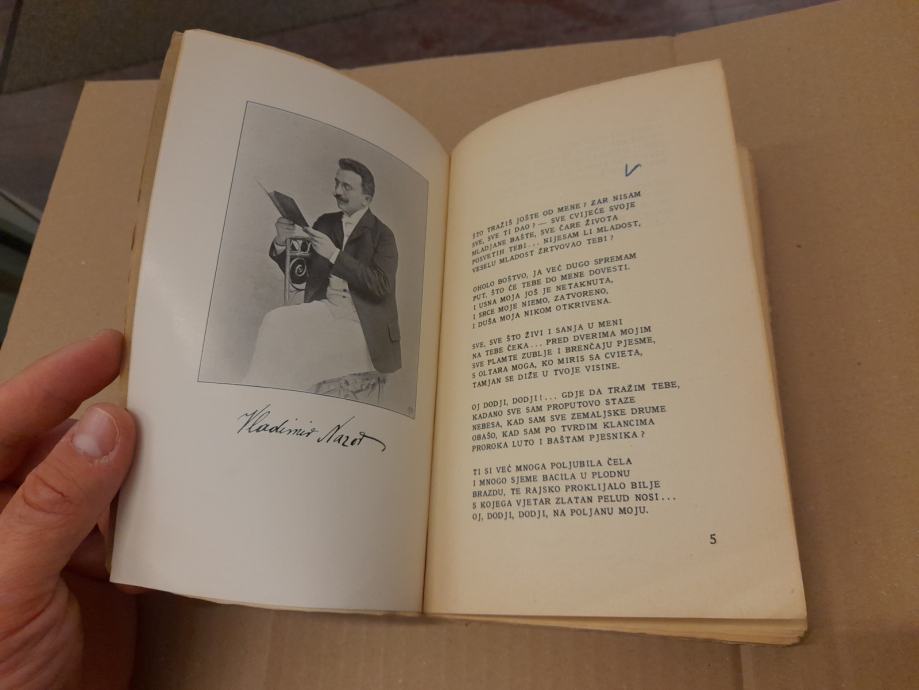 Vladimir Nazor
ŠTO TRAŽIŠ JOŠTE OD MENE? ZAR NISAM
SVE, SVE TI DAO? — SVE CVIJEĆE SVOJE
MLADJANE BAŠTE, SVE ČARE ŽIVOTA
POSVETIH TEBI... NIJESAM LI MLADOST,
VESELU MLADOST ŽRTVOVAO TEBI?
OHOLO BOŠTVO, JA VEĆ DUGO SPREMAM
PUT, ŠTO ĆE TEBE DO MENE DOVESTI.
I USNA MOJA JOŠ JE NETAKNUTA,
I SRCE MOJE NIEMO, ZATVORENO,
I DUŠA MOJA NIKOM OTKRIVENA.
SVE, SVE ŠTO ŽIVI I SANJA U MENI
NA TEBE ČEKA... PRED DVERIMA MOJIM
SVE PLAMTE ZUBLJE I BRENČAJU PJESME,
S OLTARA MOGA, KO MIRIS SA CVIETA,
TAMJAN SE DIŽE U TVOJE VISINE.
OJ DODJI, DODJI!... GDJE DA TRAŽIM TEBE,
KADANO SVE SAM PROPUTOVO STAZE
NEBESA, KAD SAM SVE ZEMALJSKE DRUME
OBAŠO, KAD SAM PO TVRDIM KLANCIMA
PROROKA LUTO I BAŠTAM PJESNIKA?
TI SI VEĆ MNOGA POLJUBILA ČELA
I MNOGO SJEME BACILA U PLODNU
BRAZDU, TE RAJSKO PROKLIJALO BILJE
S KOJEGA VJETAR ZLATAN PELUD NOSI...
OJ, DODJI, DODJI, NA POLJANU MOJU.
5